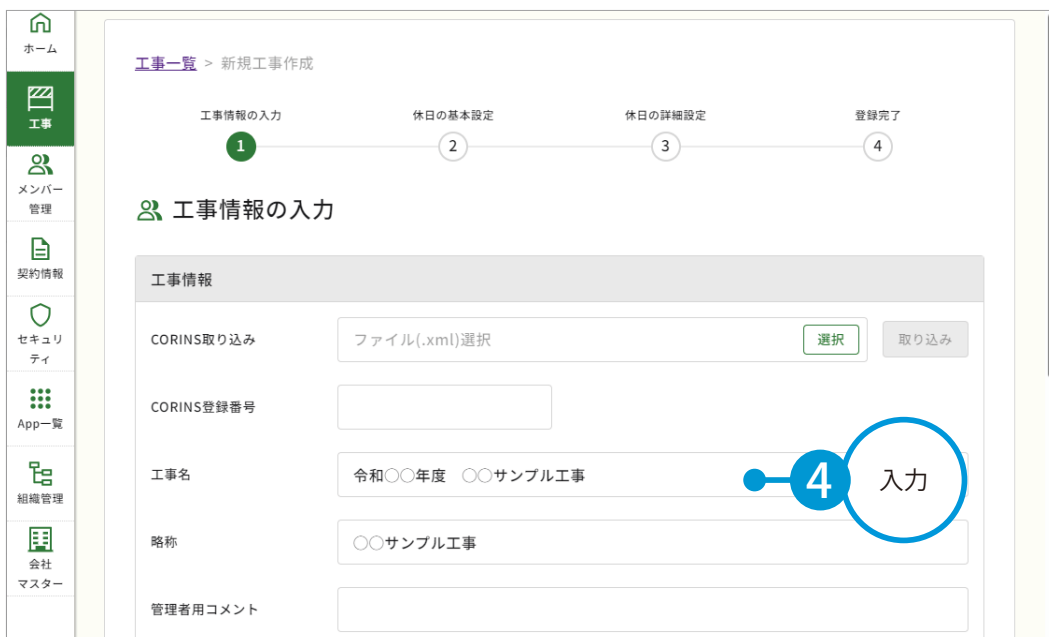 ホーム
工事
メンバー
管理
契約情報
セキュリ
ティ
App一覧
組織管理
会社
マスター
工事一覧 > 新規工事作成
工事情報の入力
休日の基本設定
休日の詳細設定
登録完了
1
2
3
4
工事情報の入力
工事情報
CORINS取り込み
ファイル(.xml)選択
選択
取り込み
CORINS登録番号
工事名
令和○○年度　○○サンプル工事
4
入力
略称
○○サンプル工事
管理者用コメント